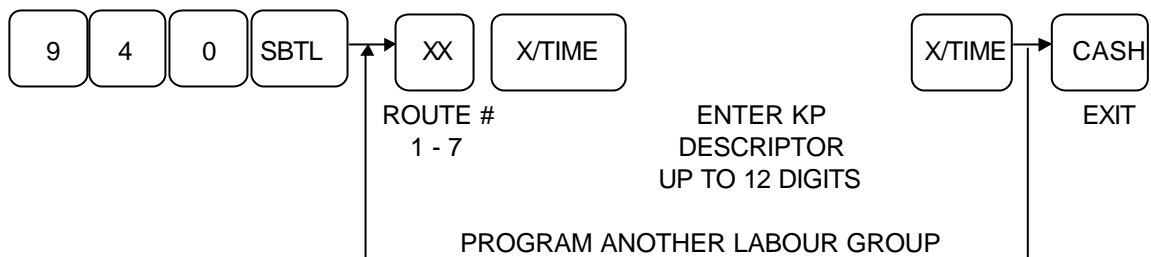 9 4 0 SBTL XX X/TIME X/TIME CASH
ROUTE # ENTER KP EXIT
1 - 7 DESCRIPTOR
UP TO 12 DIGITS
PROGRAM ANOTHER LABOUR GROUP